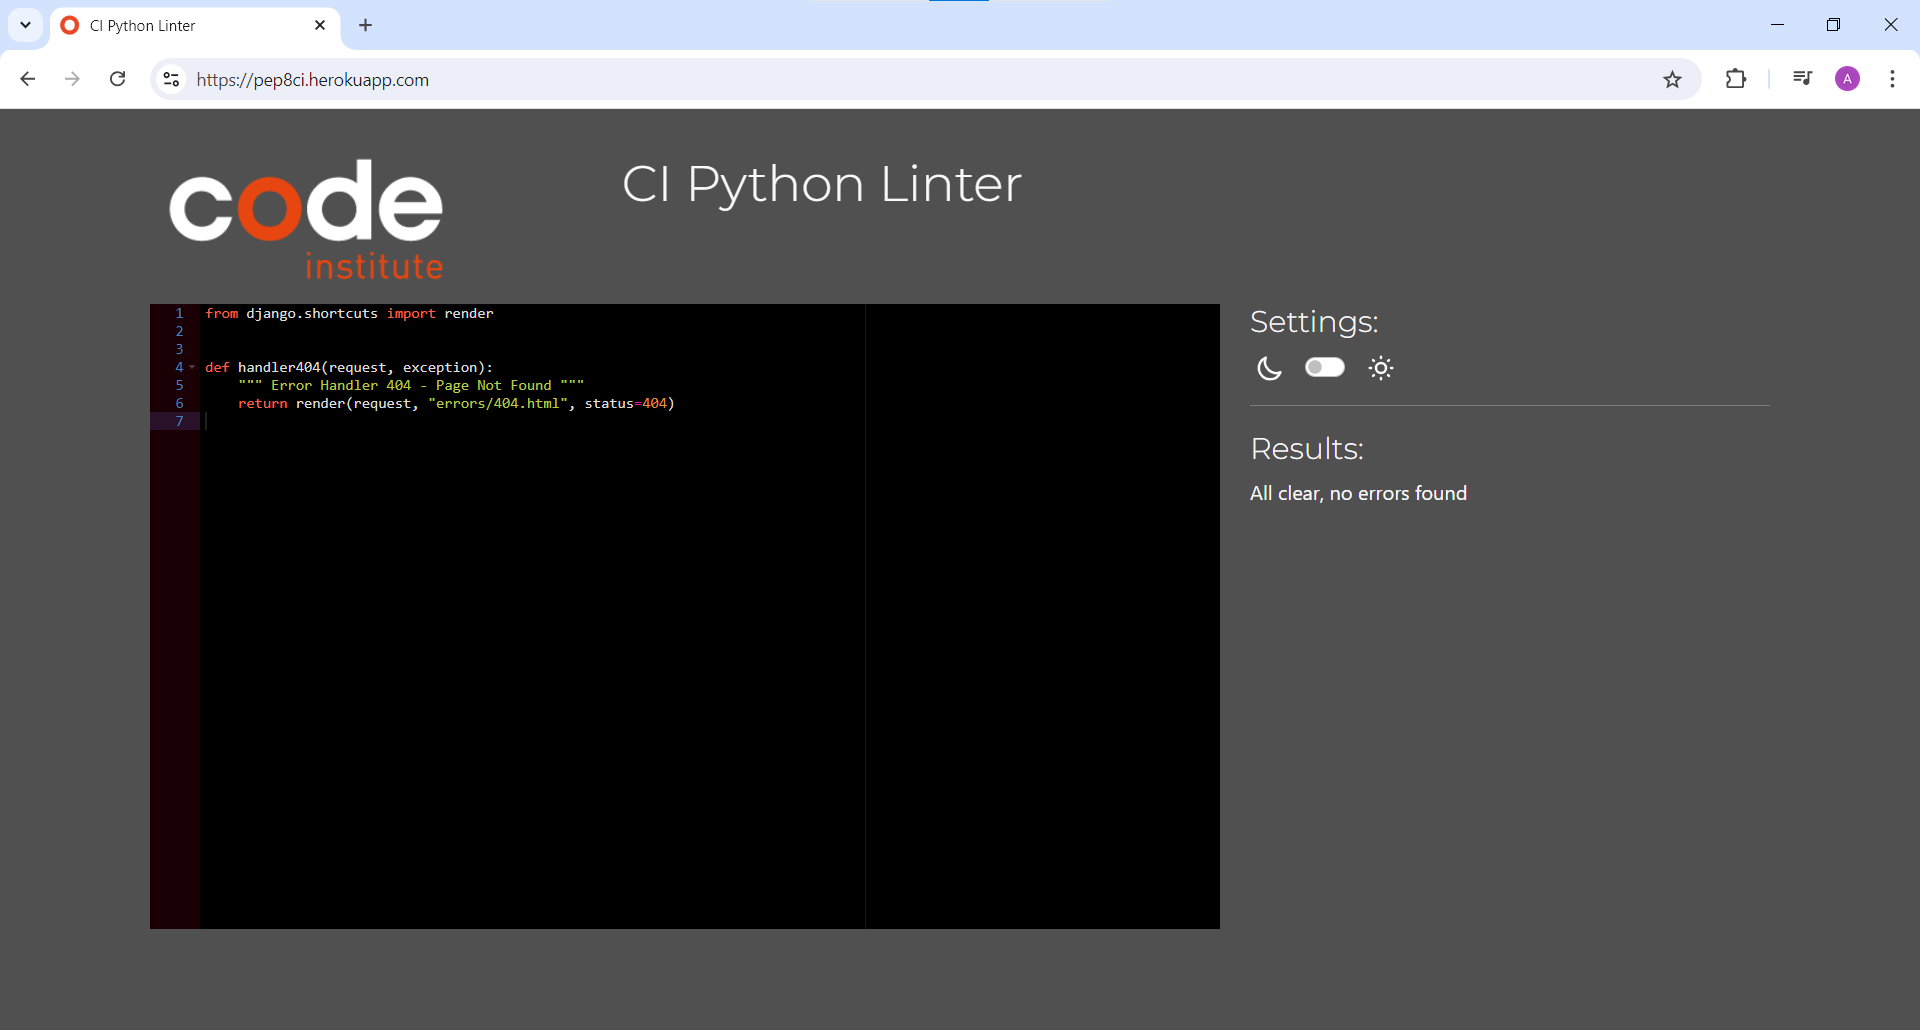 CI Python Linter
https://pep8ci.herokuapp.com
A
code
institute
CI Python Linter
1 from django.shortcuts import render
2
3
4 def handler404(request, exception):
5     """ Error Handler 404 - Page Not Found """
6     return render(request, "errors/404.html", status=404)
7
Settings:
Results:
All clear, no errors found